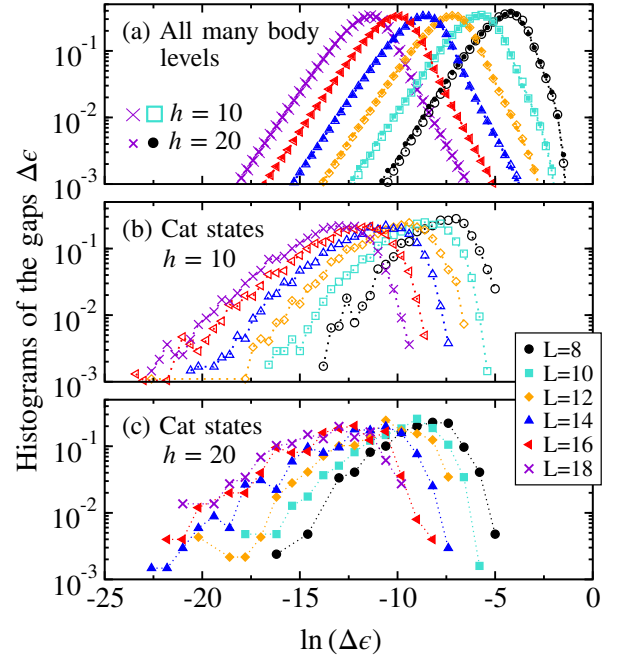 Histograms of the gaps Δϵ
10⁻¹
10⁻²
10⁻³
(a) All many body
levels
h = 10
h = 20
10⁻¹
10⁻²
10⁻³
(b) Cat states
h = 10
10⁻¹
10⁻²
10⁻³
(c) Cat states
h = 20
L=8
L=10
L=12
L=14
L=16
L=18
-25 -20 -15 -10 -5 0
ln (Δϵ)